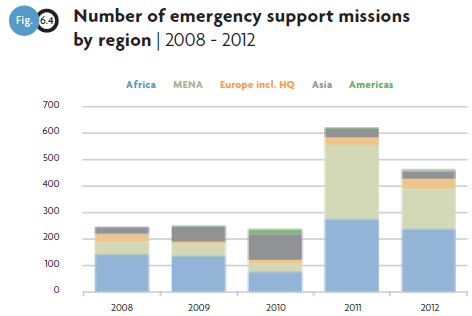 Fig. 6.4
Number of emergency support missions
by region | 2008 - 2012
Africa MENA Europe incl. HQ Asia Americas
700
600
500
400
300
200
100
0
2008 2009 2010 2011 2012